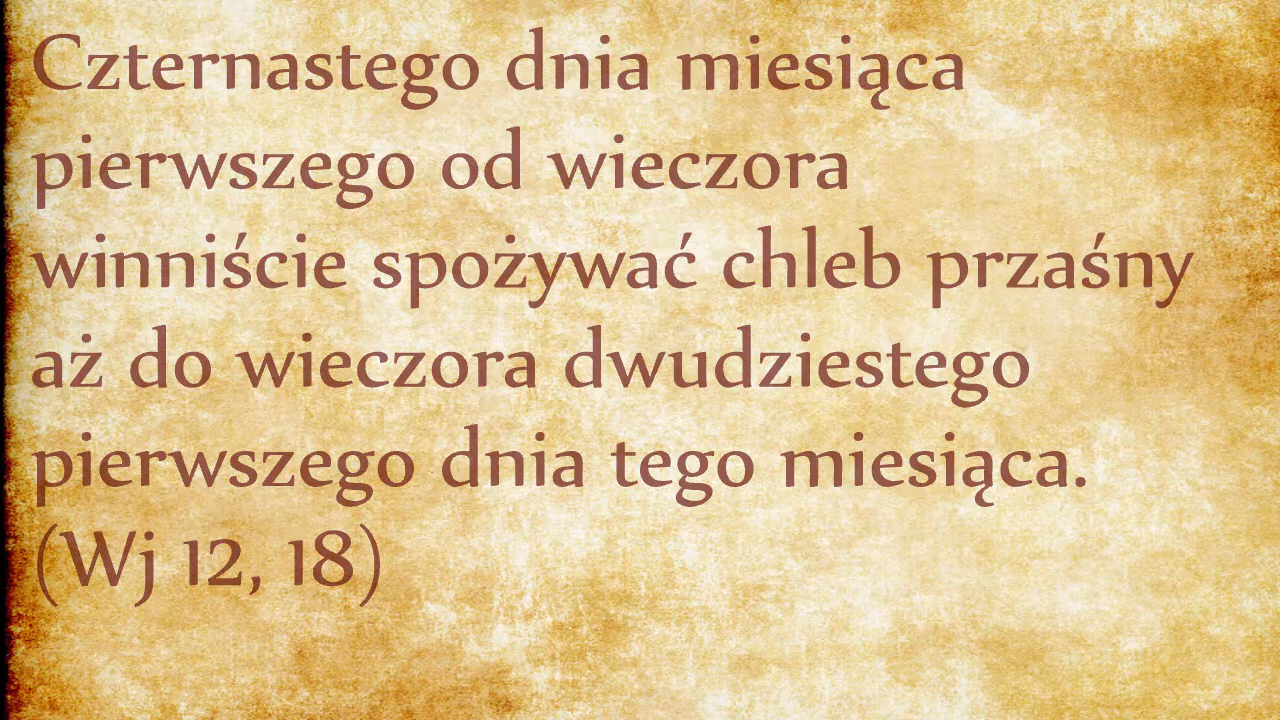 Czternastego dnia miesiąca
pierwszego od wieczora
winniście spożywać chleb przaśny
aż do wieczora dwudziestego
pierwszego dnia tego miesiąca.
(Wj 12, 18)